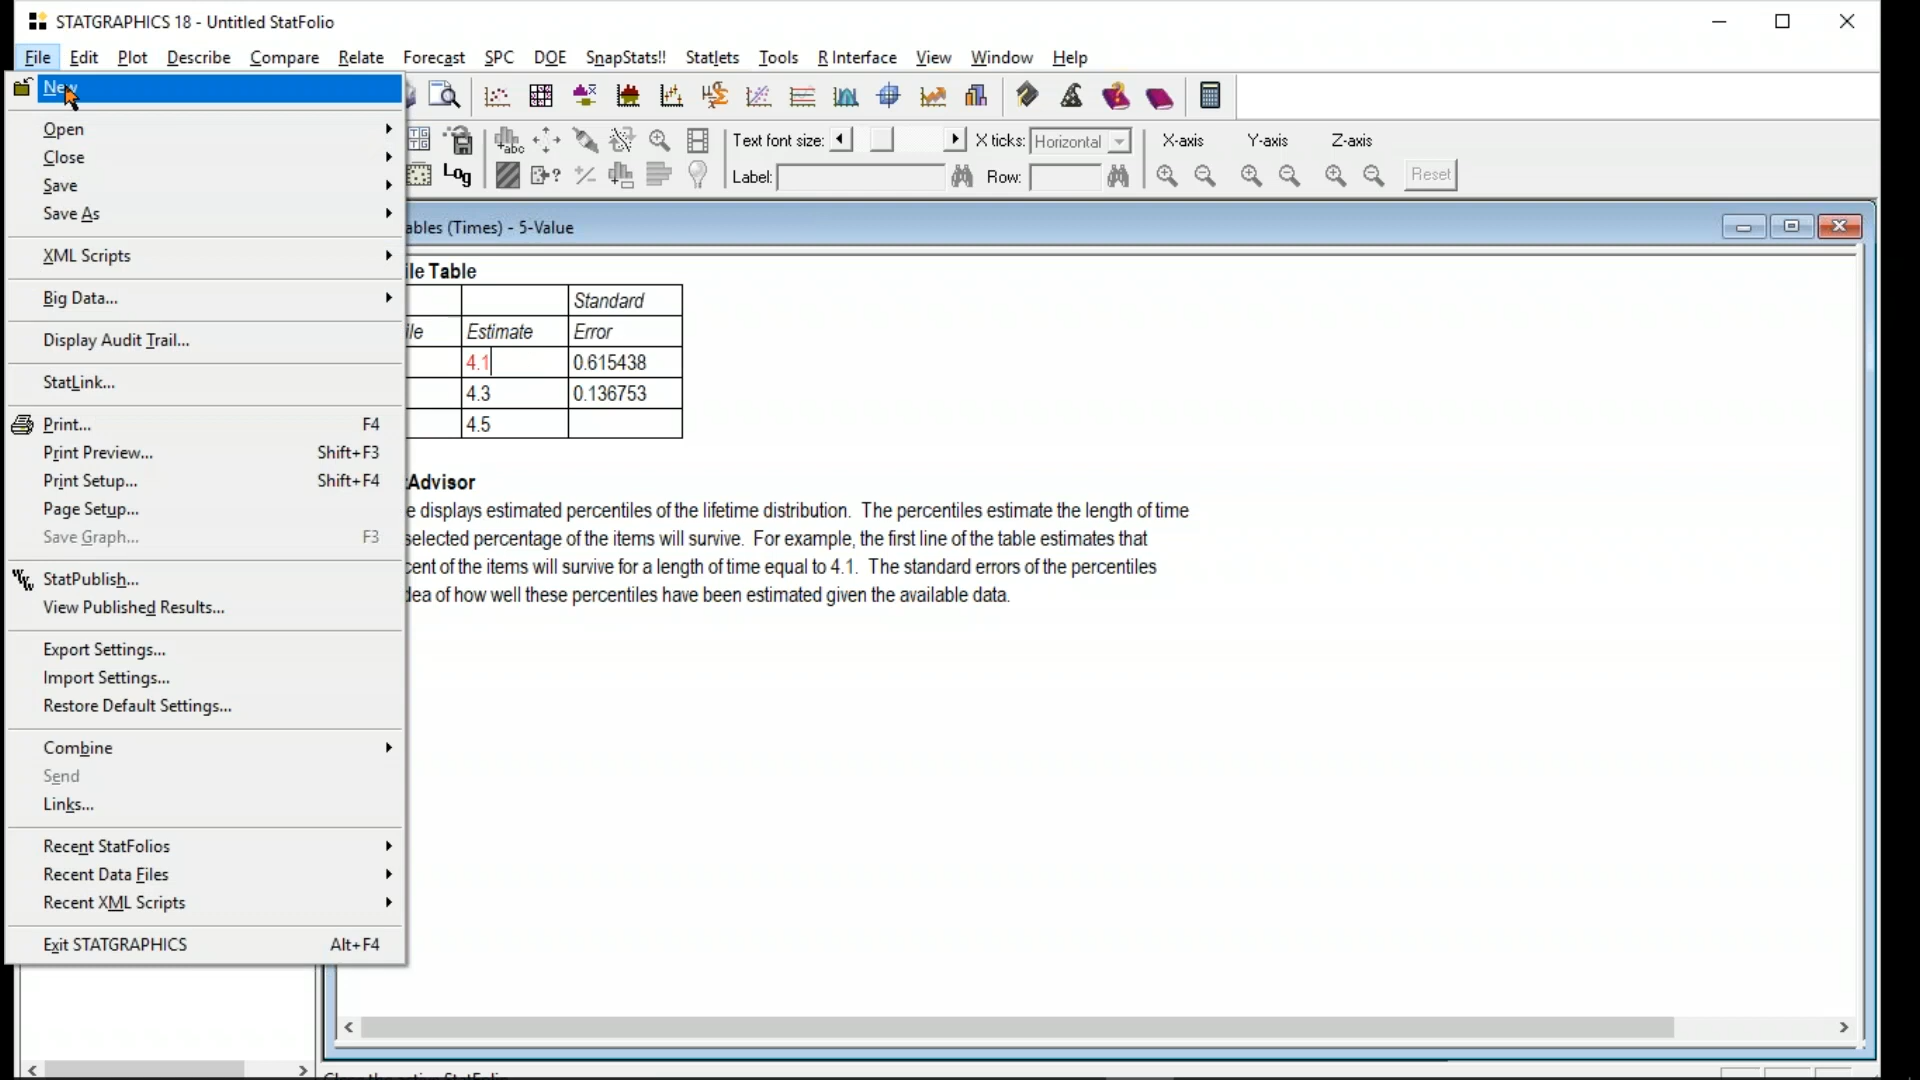 STATGRAPHICS 18 - Untitled StatFolio
File Edit Plot Describe Compare Relate Forecast SPC DOE SnapStats!! Statlets Tools R Interface View Window Help
New
Open
Close
Save
Save As
XML Scripts
Big Data...
Display Audit Trail...
StatLink...
Print... F4
Print Preview... Shift+F3
Print Setup... Shift+F4
Page Setup...
Save Graph... F3
StatPublish...
View Published Results...
Export Settings...
Import Settings...
Restore Default Settings...
Combine
Send
Links...
Recent StatFolios
Recent Data Files
Recent XML Scripts
Exit STATGRAPHICS Alt+F4
Text font size: X ticks: Horizontal X-axis Y-axis Z-axis
Log Label: Row: Reset
ables (Times) - 5-Value
ile Table
Standard
ile Estimate Error
4.1 0.615438
4.3 0.136753
4.5
Advisor
e displays estimated percentiles of the lifetime distribution. The percentiles estimate the length of time
selected percentage of the items will survive. For example, the first line of the table estimates that
cent of the items will survive for a length of time equal to 4.1. The standard errors of the percentiles
dea of how well these percentiles have been estimated given the available data.